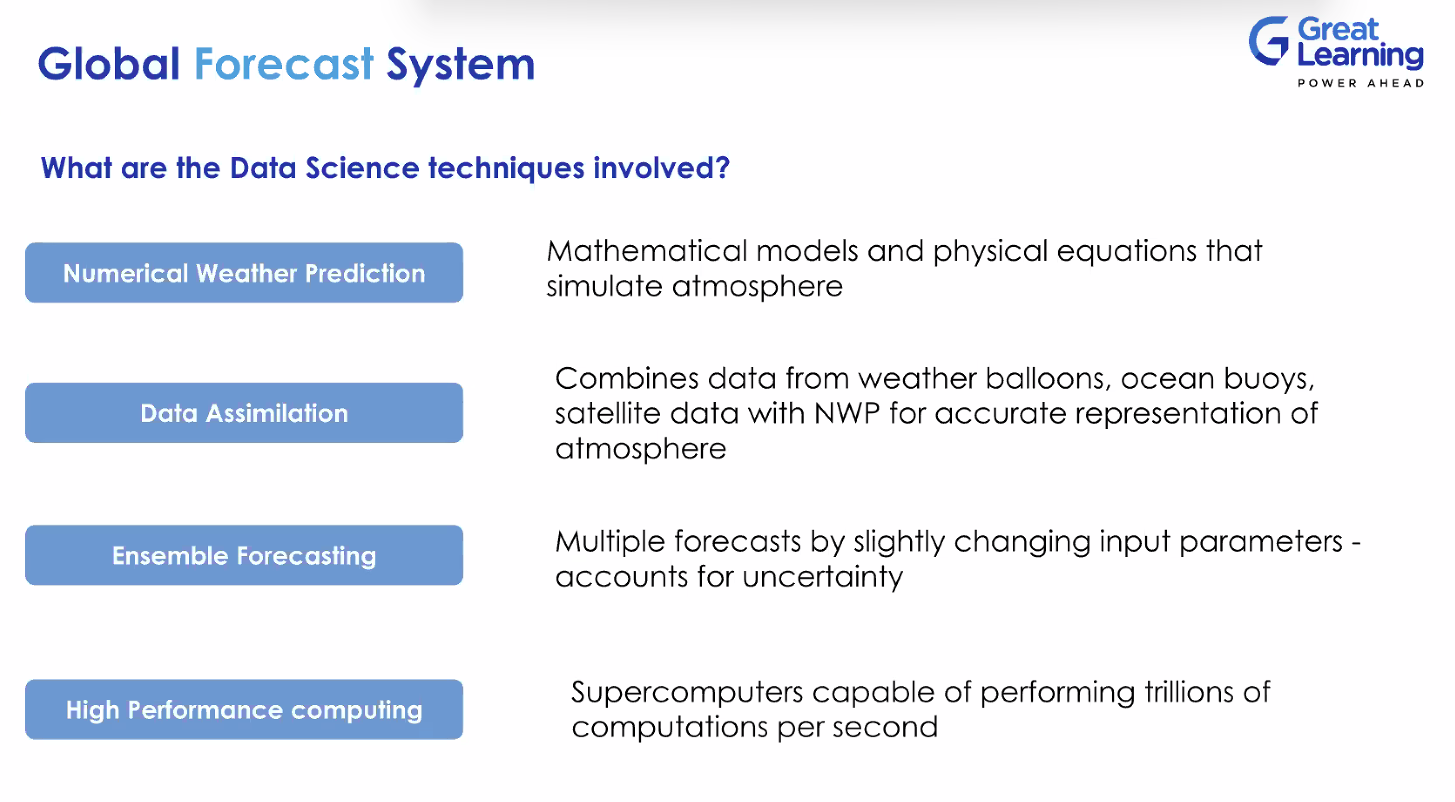 Great
Learning
POWER AHEAD
Global Forecast System
What are the Data Science techniques involved?
Numerical Weather Prediction
Mathematical models and physical equations that
simulate atmosphere
Data Assimilation
Combines data from weather balloons, ocean buoys,
satellite data with NWP for accurate representation of
atmosphere
Ensemble Forecasting
Multiple forecasts by slightly changing input parameters -
accounts for uncertainty
High Performance computing
Supercomputers capable of performing trillions of
computations per second